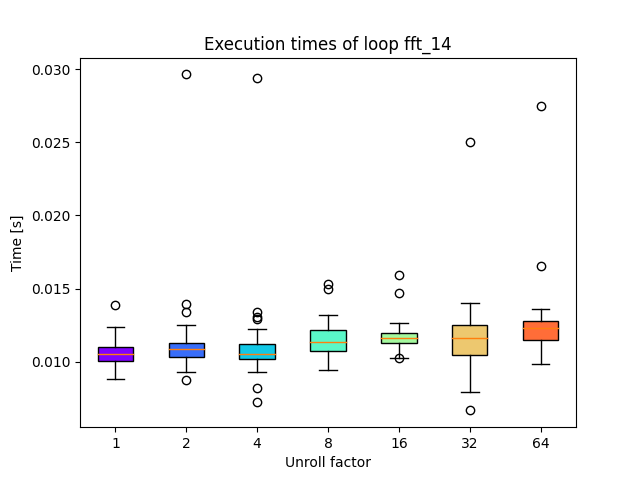 Execution times of loop fft_14
0.030
0.025
0.020
0.015
0.010
Time [s]
1 2 4 8 16 32 64
Unroll factor